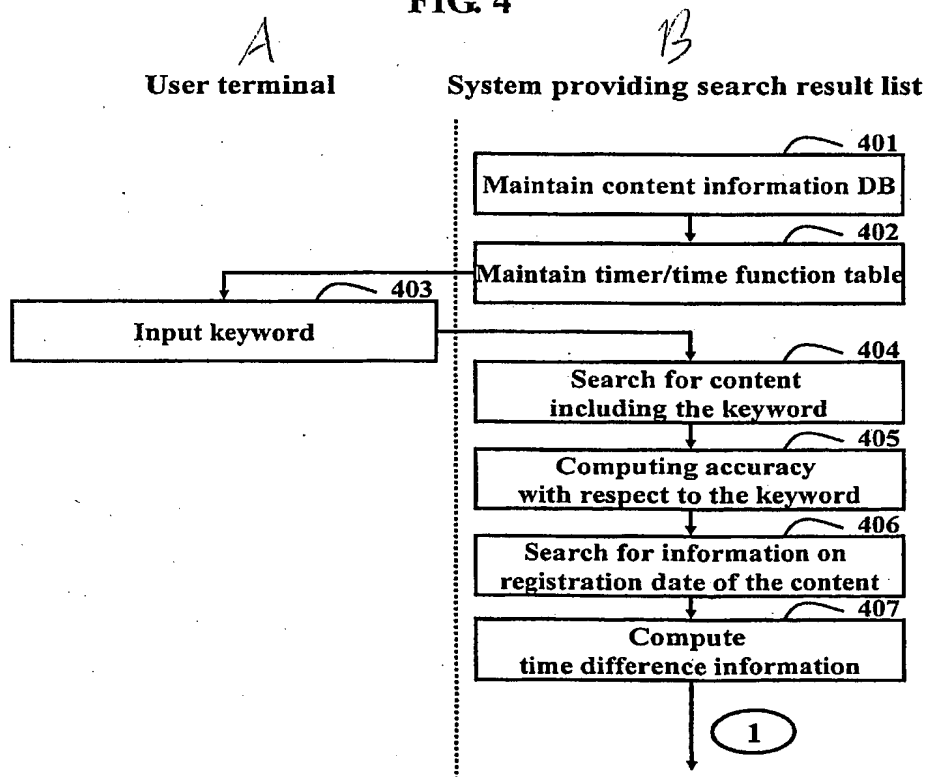 FIG. 4
A
B
User terminal
System providing search result list
401
Maintain content information DB
402
Maintain timer/time function table
403
Input keyword
404
Search for content
including the keyword
405
Computing accuracy
with respect to the keyword
406
Search for information on
registration date of the content
407
Compute
time difference information
1